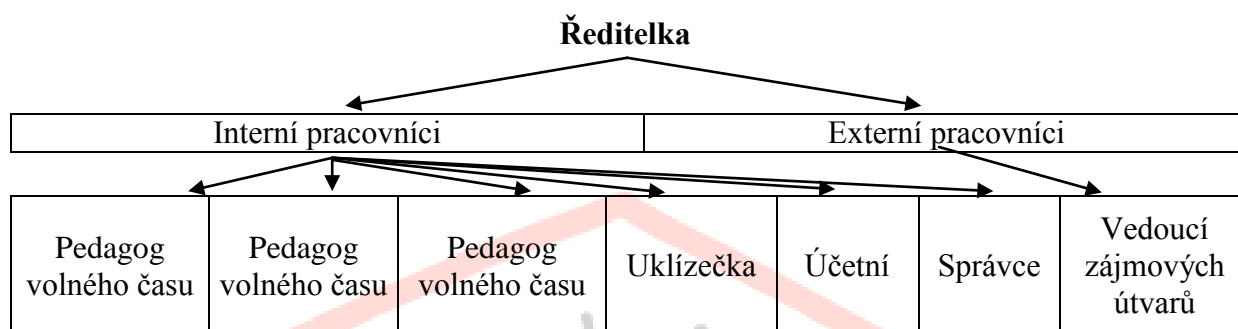 Ředitelka
Interní pracovníci
Externí pracovníci
Pedagog
volného času
Pedagog
volného času
Pedagog
volného času
Uklízečka
Účetní
Správce
Vedoucí
zájmových
útvarů